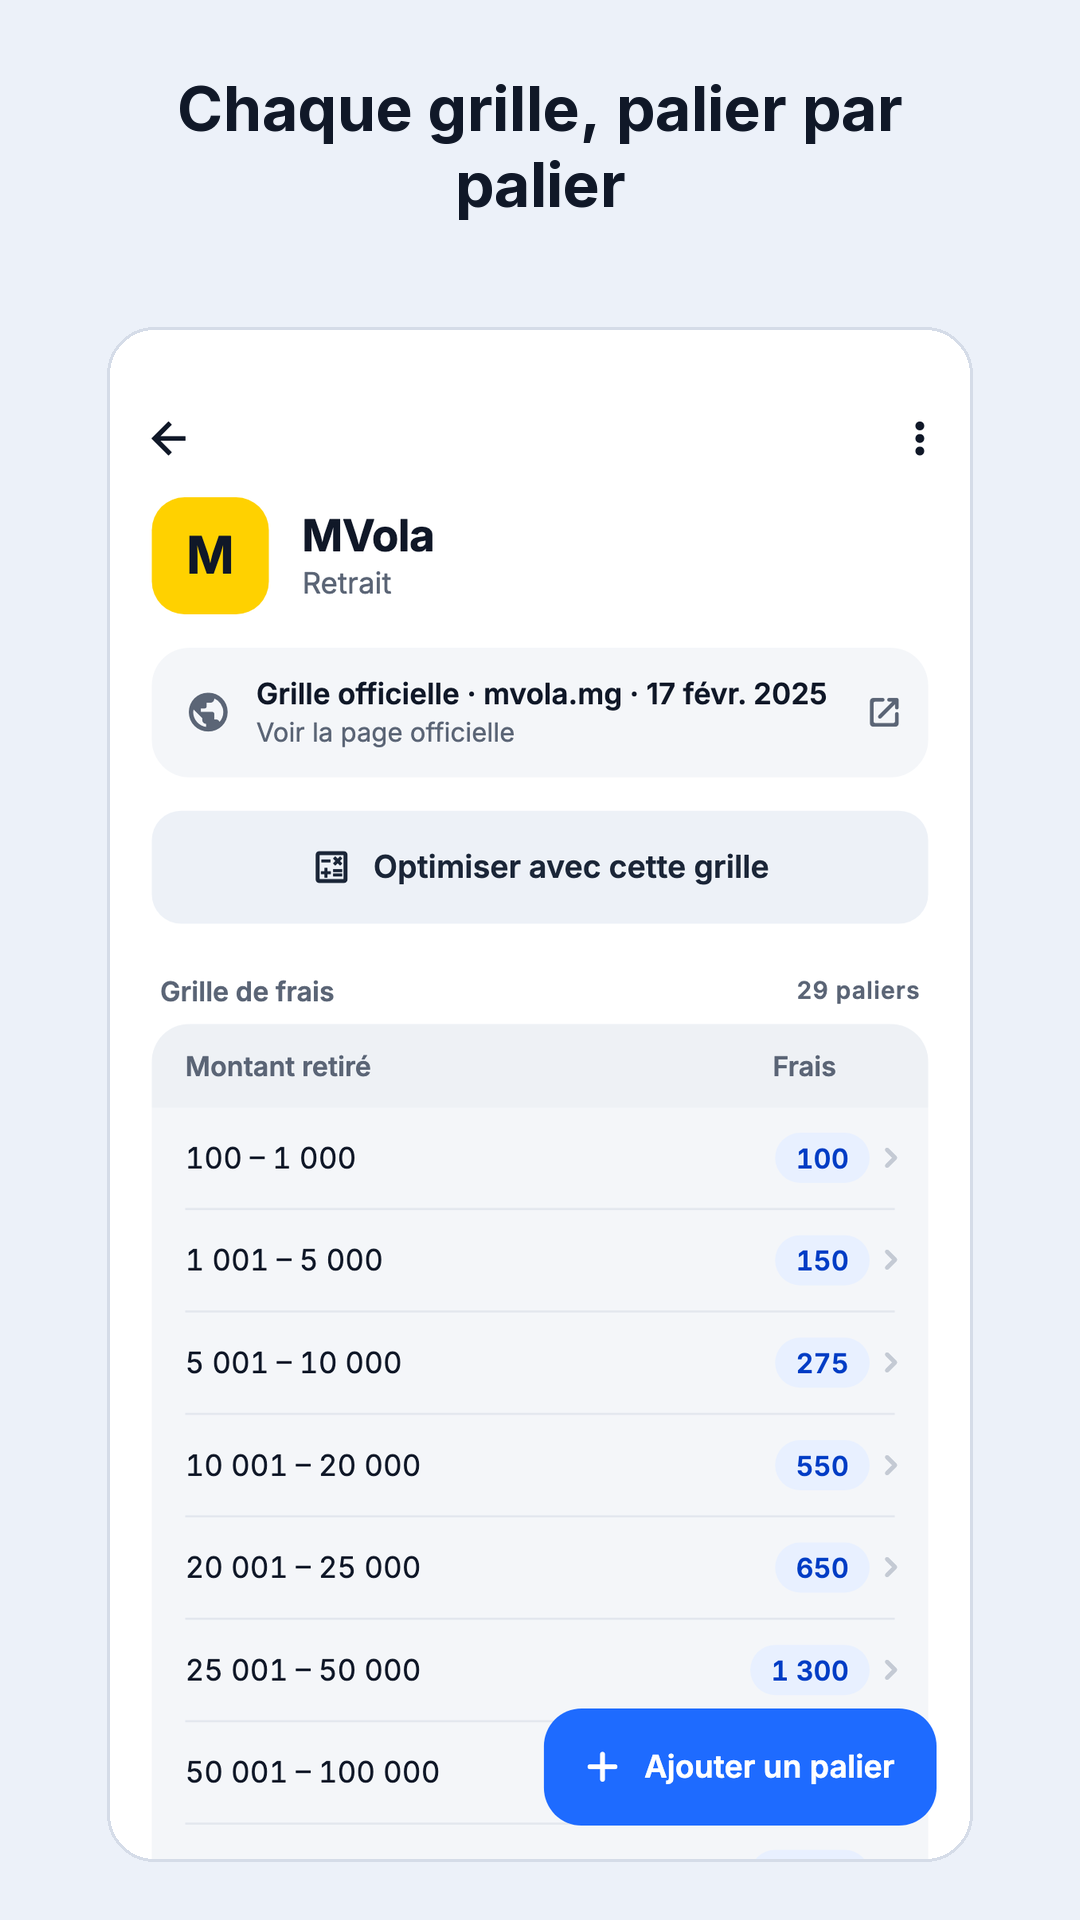 Chaque grille, palier par
palier
M
MVola
Retrait
Grille officielle · mvola.mg · 17 févr. 2025
Voir la page officielle
Optimiser avec cette grille
Grille de frais
29 paliers
Montant retiré
Frais
100 – 1 000
100
1 001 – 5 000
150
5 001 – 10 000
275
10 001 – 20 000
550
20 001 – 25 000
650
25 001 – 50 000
1 300
50 001 – 100 000
Ajouter un palier